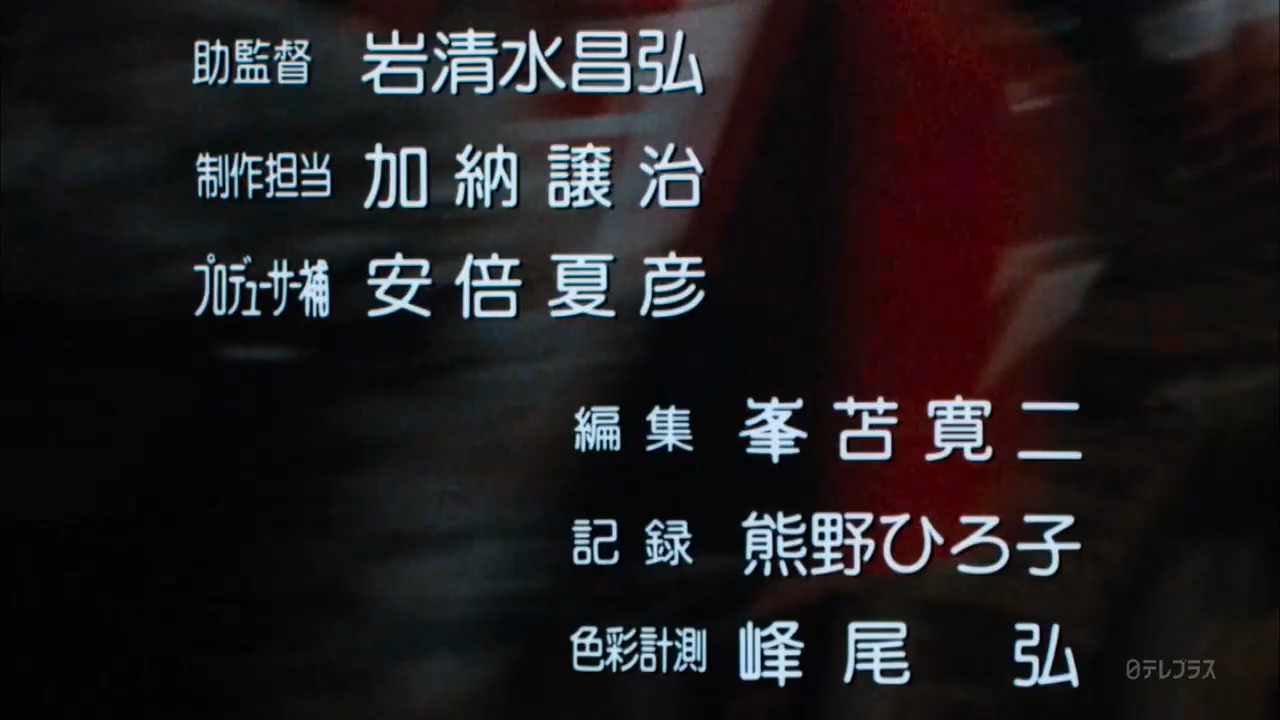 助監督 岩清水昌弘
制作担当 加納譲治
プロデューサー補 安倍夏彦
編集 峯苫寛二
記録 熊野ひろ子
色彩計測 峰尾 弘
日テレプラス